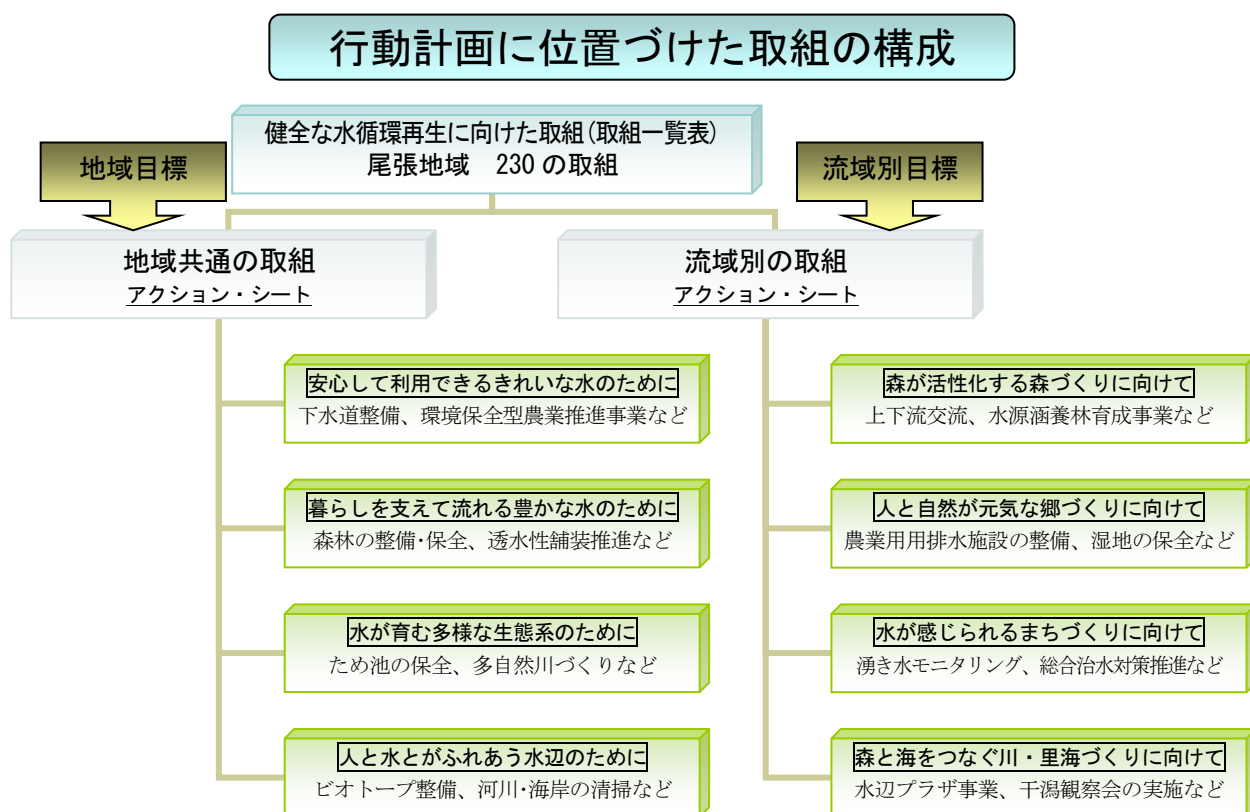 行動計画に位置づけた取組の構成
健全な水循環再生に向けた取組(取組一覧表)
尾張地域 230の取組
地域目標
流域別目標
地域共通の取組
アクション・シート
流域別の取組
アクション・シート
安心して利用できるきれいな水のために
下水道整備、環境保全型農業推進事業など
暮らしを支えて流れる豊かな水のために
森林の整備・保全、透水性舗装推進など
水が育む多様な生態系のために
ため池の保全、多自然川づくりなど
人と水とがふれあう水辺のために
ビオトープ整備、河川・海岸の清掃など
森が活性化する森づくりに向けて
上下流交流、水源涵養林育成事業など
人と自然が元気な郷づくりに向けて
農業用用排水施設の整備、湿地の保全など
水が感じられるまちづくりに向けて
湧き水モニタリング、総合治水対策推進など
森と海をつなぐ川・里海づくりに向けて
水辺プラザ事業、干潟観察会の実施など